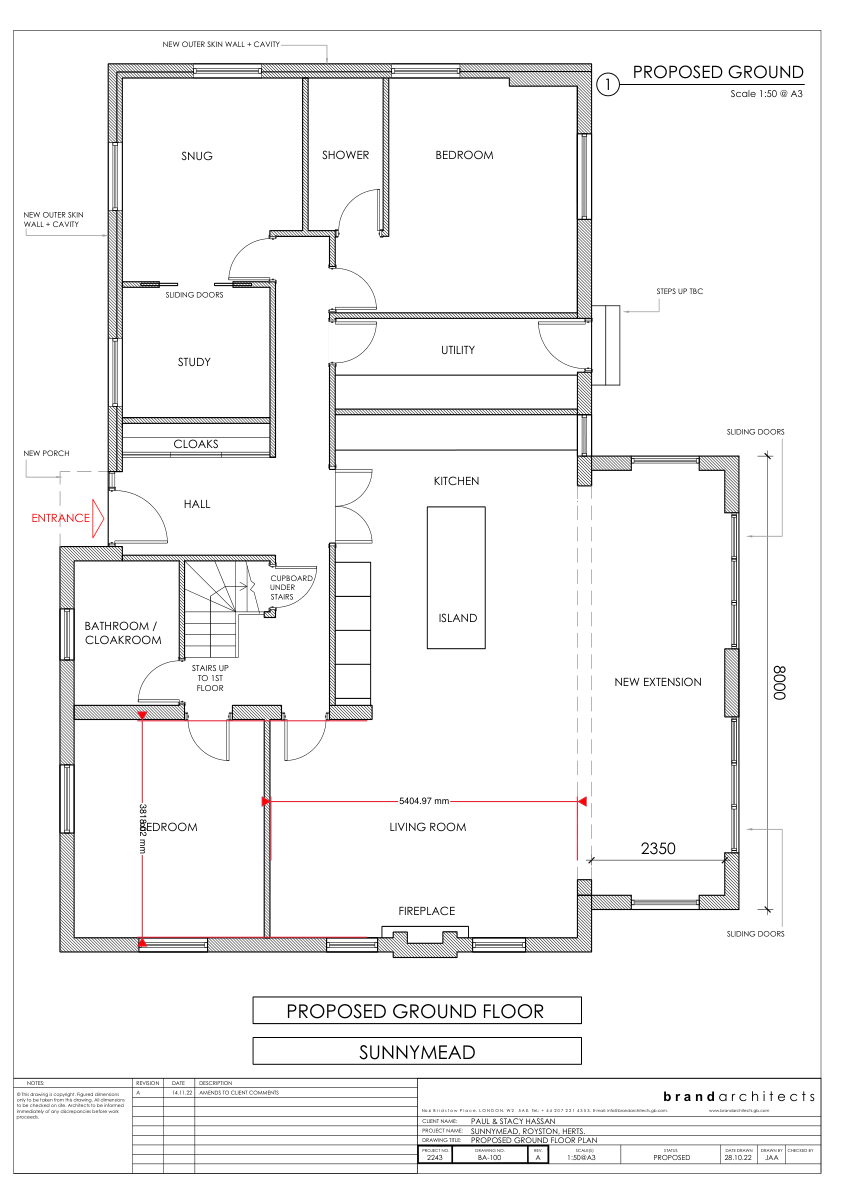 NEW OUTER SKIN WALL + CAVITY
1
PROPOSED GROUND
Scale 1:50 @ A3
SNUG
SHOWER
BEDROOM
NEW OUTER SKIN
WALL + CAVITY
SLIDING DOORS
STEPS UP TBC
STUDY
UTILITY
CLOAKS
SLIDING DOORS
NEW PORCH
KITCHEN
HALL
ENTRANCE
CUPBOARD
UNDER
STAIRS
BATHROOM /
CLOAKROOM
ISLAND
STAIRS UP
TO 1ST
FLOOR
NEW EXTENSION
8000
5404.97 mm
BEDROOM
LIVING ROOM
2350
FIREPLACE
SLIDING DOORS
PROPOSED GROUND FLOOR
SUNNYMEAD
NOTES:
© This drawing is copyright. Figured dimensions
only to be taken from this drawing. All dimensions
to be checked on site. Architects to be informed
immediately of any discrepancies before work
proceeds.
REVISION DATE DESCRIPTION
A 14.11.22 AMENDS TO CLIENT COMMENTS
brandarchitects
CLIENT NAME: PAUL & STACY HASSAN
PROJECT NAME: SUNNYMEAD, ROYSTON, HERTS.
DRAWING TITLE: PROPOSED GROUND FLOOR PLAN
PROJECT NO. DRAWING NO. REV. SCALE(S) STATUS DATE DRAWN DRAWN BY CHECKED BY
2243 BA-100 A 1:50@A3 PROPOSED 28.10.22 JAA